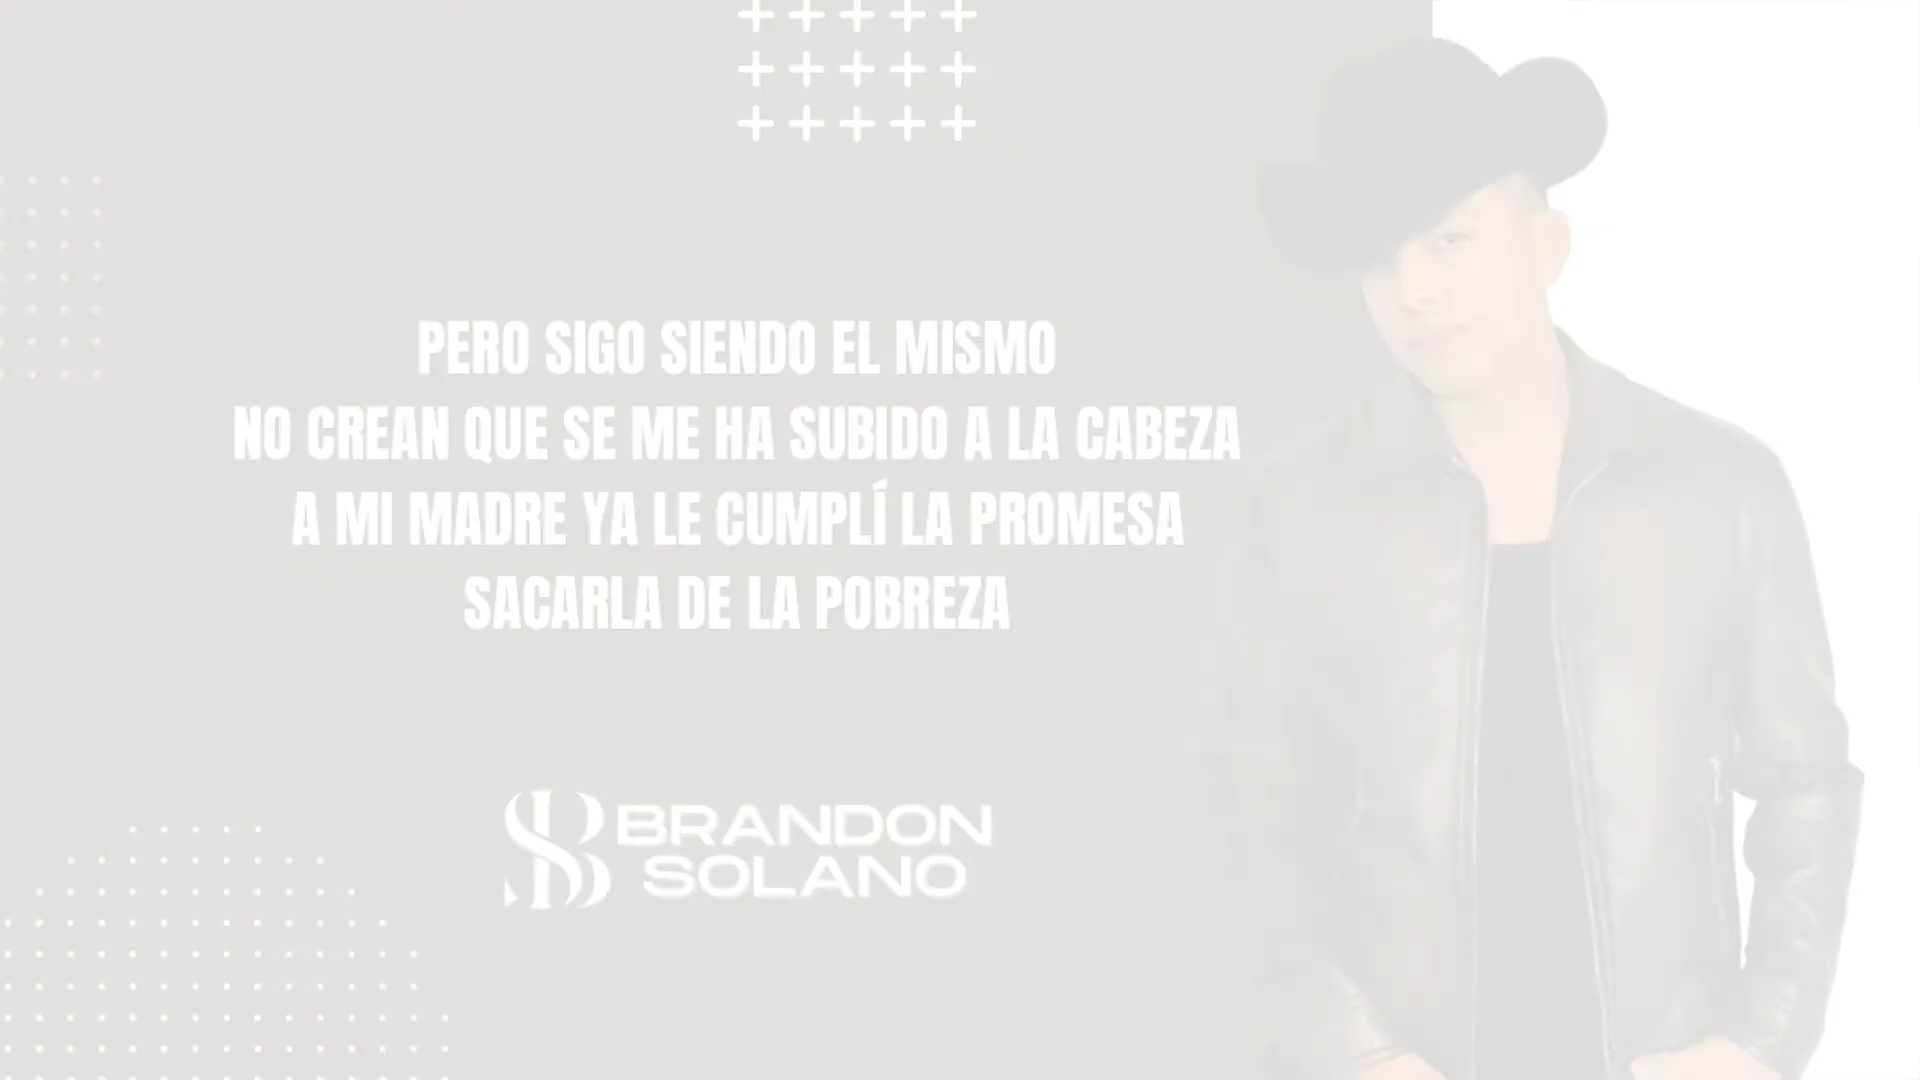 PERO SIGO SIENDO EL MISMO
NO CREAN QUE SE ME HA SUBIDO A LA CABEZA
A MI MADRE YA LE CUMPLÍ LA PROMESA
SACARLA DE LA POBREZA
BRANDON
SOLANO